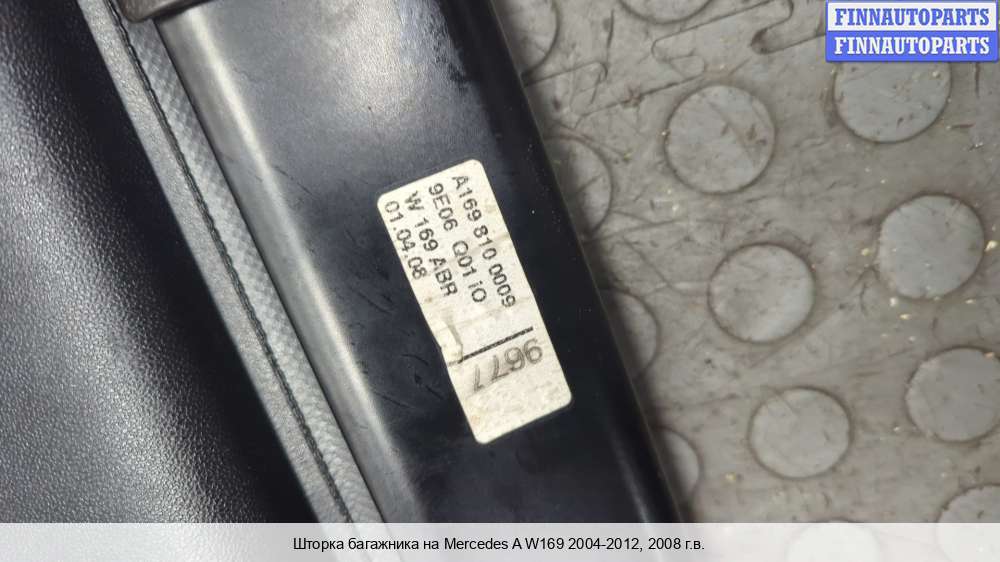 FINNAUTOPARTS
FINNAUTOPARTS
A169 810 0009
9E06 Q01 iO
W 169 ABR
01.04.08
9677
Шторка багажника на Mercedes A W169 2004-2012, 2008 г.в.